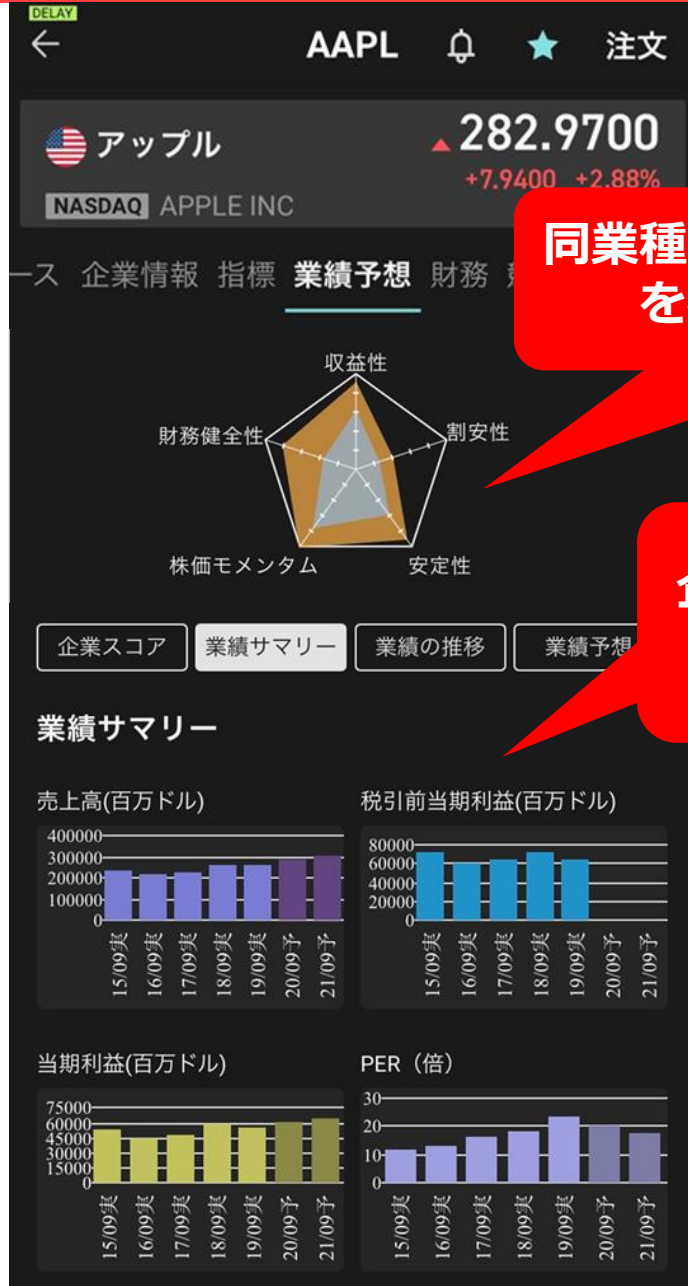 DELAY
← AAPL 注文
アップル ▲282.9700
+7.9400 +2.88%
NASDAQ APPLE INC
同業種
ース 企業情報 指標 業績予想 財務
を
収益性
財務健全性 割安性
株価モメンタム 安定性
企業スコア 業績サマリー 業績の推移 業績予想
業績サマリー
売上高(百万ドル) 税引前当期利益(百万ドル)
400000
300000
200000
100000
0
15/09実 16/09実 17/09実 18/09実 19/09実 20/09予 21/09予
80000
60000
40000
20000
0
15/09実 16/09実 17/09実 18/09実 19/09実 20/09予 21/09予
当期利益(百万ドル) PER（倍）
75000
60000
45000
30000
15000
0
15/09実 16/09実 17/09実 18/09実 19/09実 20/09予 21/09予
30
20
10
0
15/09実 16/09実 17/09実 18/09実 19/09実 20/09予 21/09予